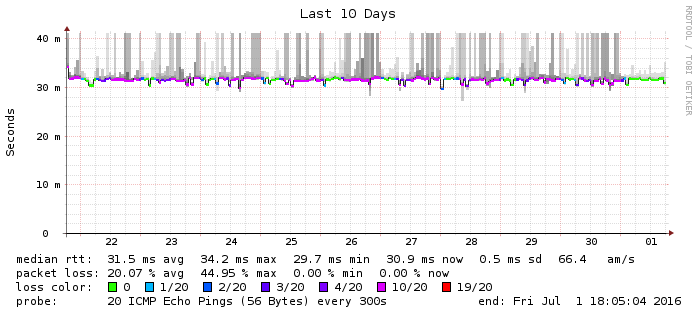 Last 10 Days
RRDTOOL / TOBI OETIKER
Seconds
40 m
30 m
20 m
10 m
0
22 23 24 25 26 27 28 29 30 01
median rtt: 31.5 ms avg 34.2 ms max 29.7 ms min 30.9 ms now 0.5 ms sd 66.4 am/s
packet loss: 20.07 % avg 44.95 % max 0.00 % min 0.00 % now
loss color: 0 1/20 2/20 3/20 4/20 10/20 19/20
probe: 20 ICMP Echo Pings (56 Bytes) every 300s end: Fri Jul 1 18:05:04 2016